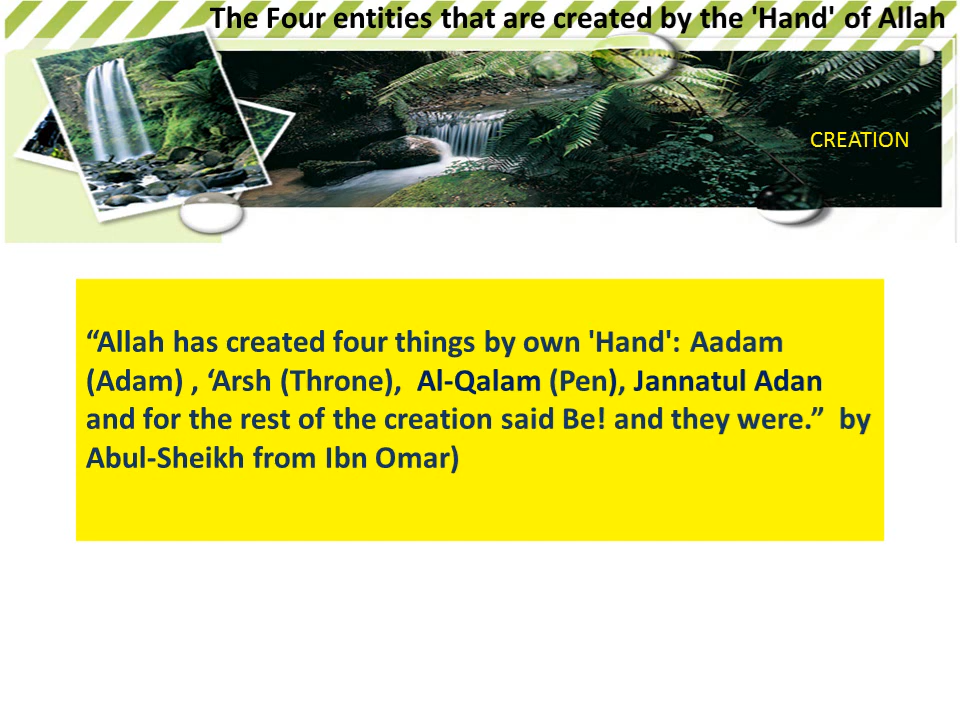 The Four entities that are created by the 'Hand' of Allah
CREATION
“Allah has created four things by own 'Hand': Aadam
(Adam) , ‘Arsh (Throne),  Al-Qalam (Pen), Jannatul Adan
and for the rest of the creation said Be! and they were.”  by
Abul-Sheikh from Ibn Omar)